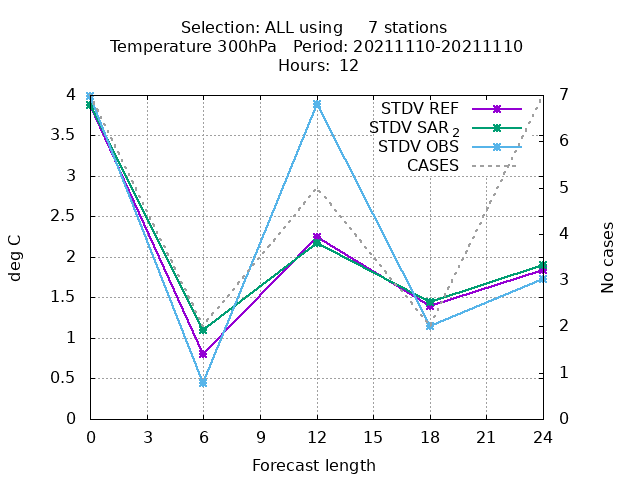 Selection: ALL using     7 stations
Temperature 300hPa   Period: 20211110-20211110
Hours: 12
STDV REF
STDV SAR 2
STDV OBS
CASES
4
3.5
3
2.5
2
1.5
1
0.5
0
7
6
5
4
3
2
1
0
deg C
No cases
0 3 6 9 12 15 18 21 24
Forecast length